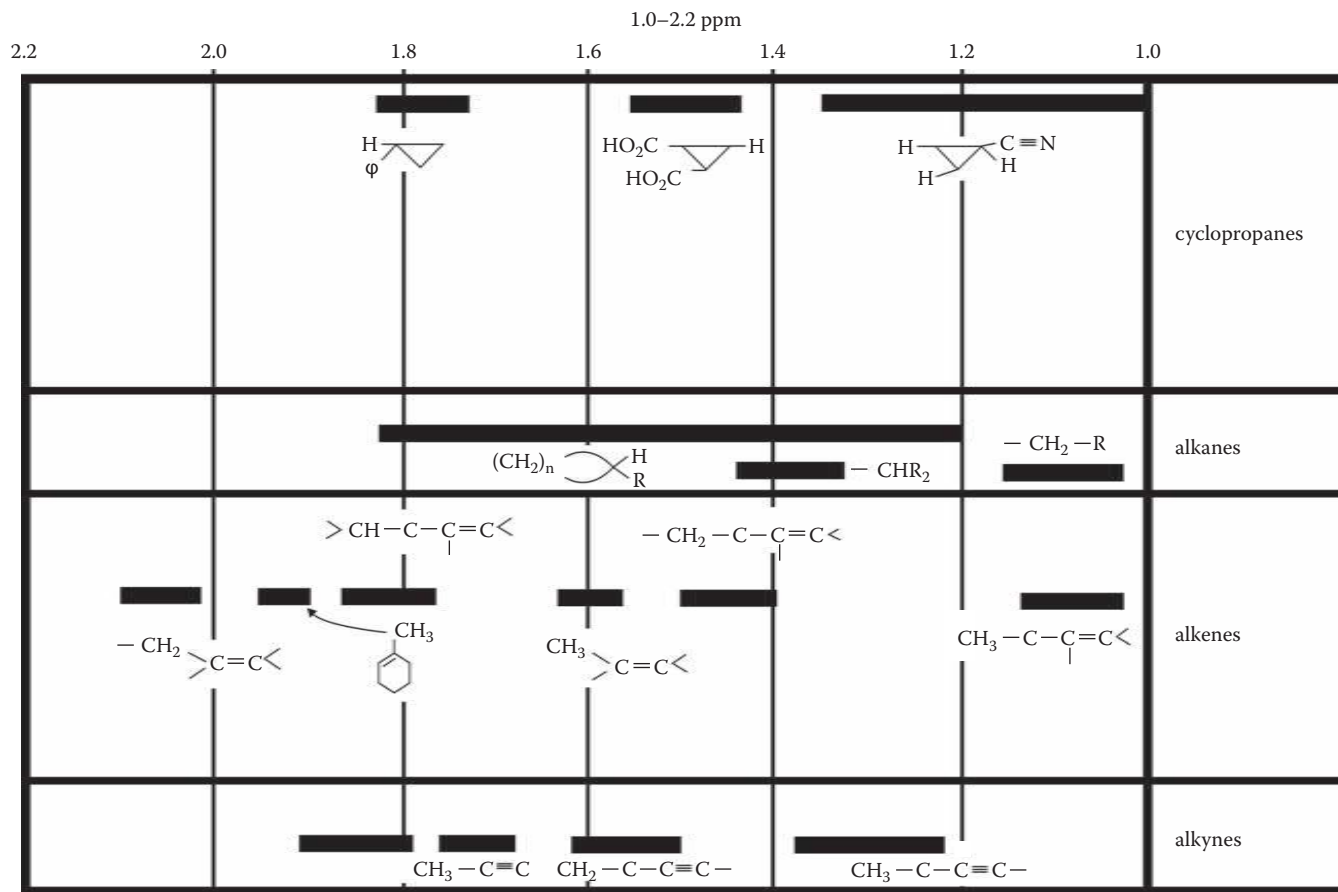 1.0–2.2 ppm
2.2 2.0 1.8 1.6 1.4 1.2 1.0
H
φ
HO₂C H
HO₂C
H C≡N
H H
cyclopropanes
— CH₂ —R
alkanes
(CH₂)ₙ H
R
— CHR₂
> CH — C — C = C <
— CH₂ — C — C = C <
— CH₂
C = C
CH₃
CH₃
C = C
CH₃ — C — C = C <
alkenes
alkynes
CH₃ — C ≡ C
CH₂ — C — C ≡ C —
CH₃ — C — C ≡ C —